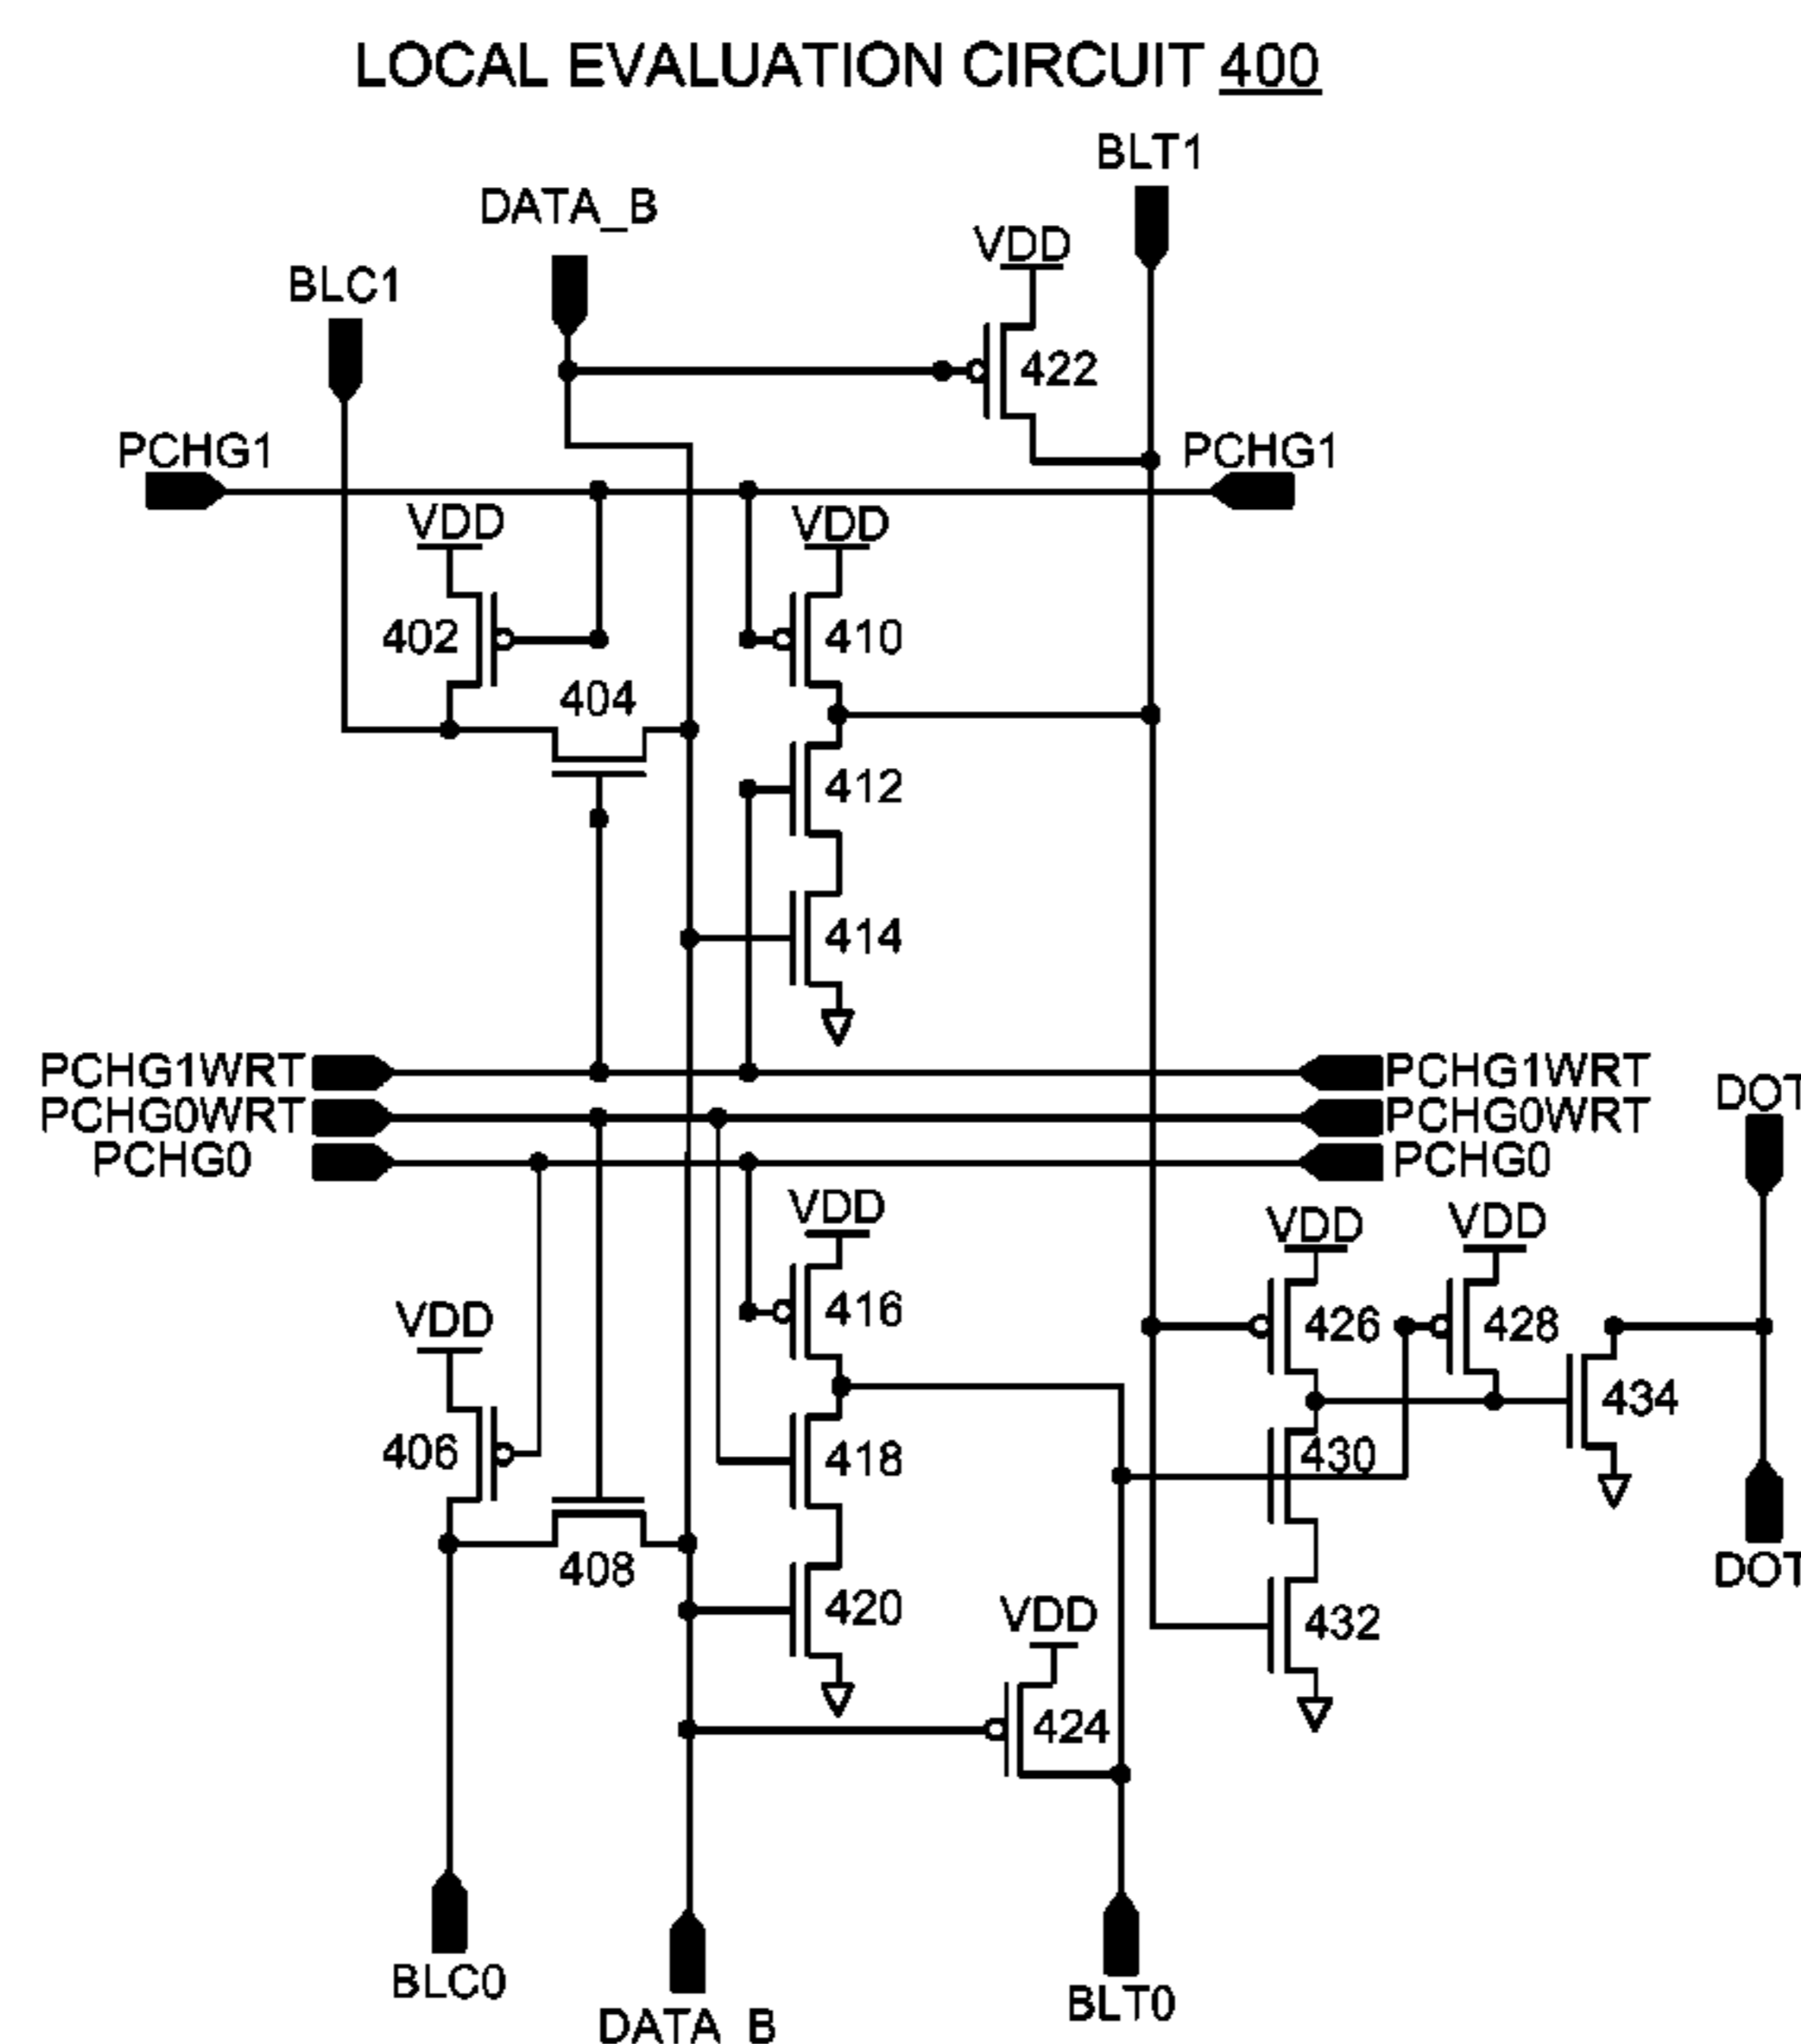 LOCAL EVALUATION CIRCUIT 400
BLT1
DATA_B
VDD
BLC1
422
PCHG1
PCHG1
VDD
VDD
402
410
404
412
414
PCHG1WRT
PCHG1WRT
PCHG0WRT
PCHG0WRT
DOT
PCHG0
PCHG0
VDD
VDD
VDD
VDD
416
426
428
434
406
418
430
408
420
VDD
432
DOT
424
BLC0
BLT0
DATA_B